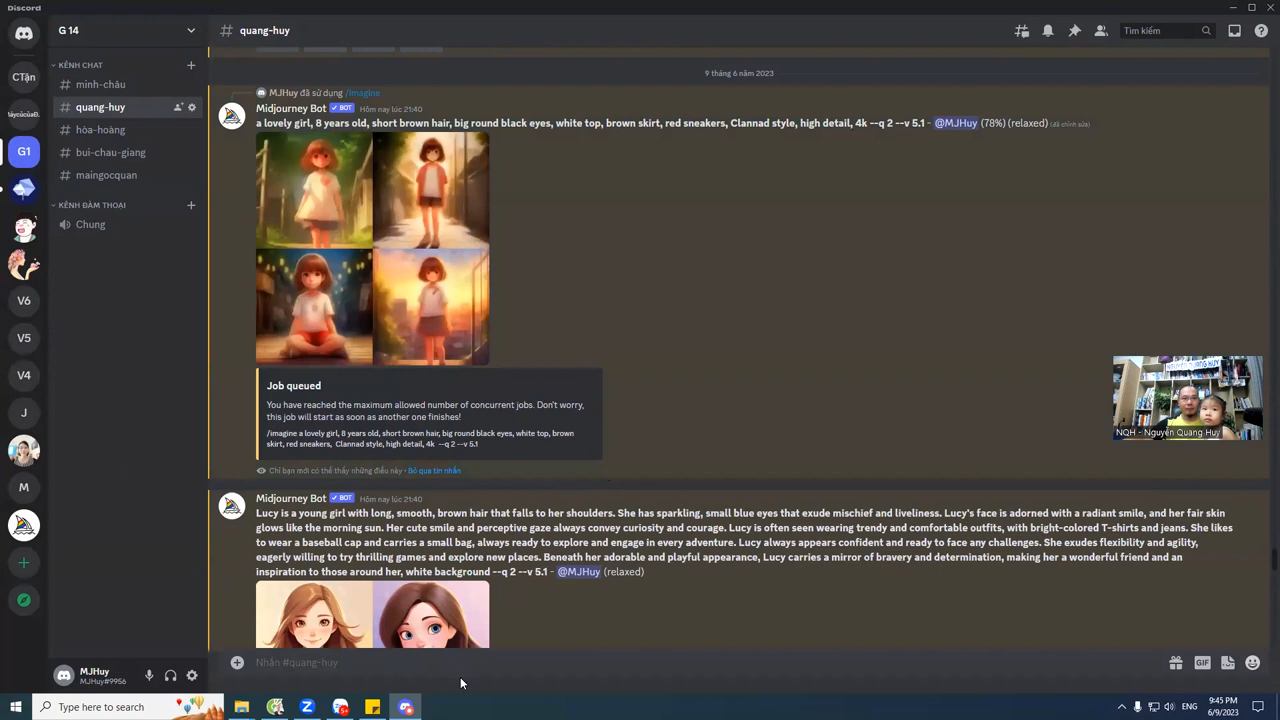 Discord
G 14
# quang-huy
Tìm kiếm
KÊNH CHAT
# minh-châu
# quang-huy
# hòa-hoàng
# bui-chau-giang
# maingocquan
KÊNH ĐÀM THOẠI
Chung
CTận
G1
V6
V5
V4
J
M
9 tháng 6 năm 2023
MJHuy đã sử dụng /imagine
Midjourney Bot BOT Hôm nay lúc 21:40
a lovely girl, 8 years old, short brown hair, big round black eyes, white top, brown skirt, red sneakers, Clannad style, high detail, 4k --q 2 --v 5.1 - @MJHuy (78%) (relaxed) (đã chỉnh sửa)
Job queued
You have reached the maximum allowed number of concurrent jobs. Don't worry,
this job will start as soon as another one finishes!
/imagine a lovely girl, 8 years old, short brown hair, big round black eyes, white top, brown
skirt, red sneakers, Clannad style, high detail, 4k --q 2 --v 5.1
Chỉ bạn mới có thể thấy những điều này • Bỏ qua tin nhắn
NGUYỄN QUANG HUY
NQH - Nguyễn Quang Huy
Midjourney Bot BOT Hôm nay lúc 21:40
Lucy is a young girl with long, smooth, brown hair that falls to her shoulders. She has sparkling, small blue eyes that exude mischief and liveliness. Lucy's face is adorned with a radiant smile, and her fair skin
glows like the morning sun. Her cute smile and perceptive gaze always convey curiosity and courage. Lucy is often seen wearing trendy and comfortable outfits, with bright-colored T-shirts and jeans. She likes
to wear a baseball cap and carries a small bag, always ready to explore and engage in every adventure. Lucy always appears confident and ready to face any challenges. She exudes flexibility and agility,
eagerly willing to try thrilling games and explore new places. Beneath her adorable and playful appearance, Lucy carries a mirror of bravery and determination, making her a wonderful friend and an
inspiration to those around her, white background --q 2 --v 5.1 - @MJHuy (relaxed)
Nhắn #quang-huy
GIF
MJHuy
MJHuy#9956
Type here to search
5+
ENG
9:45 PM
6/9/2023